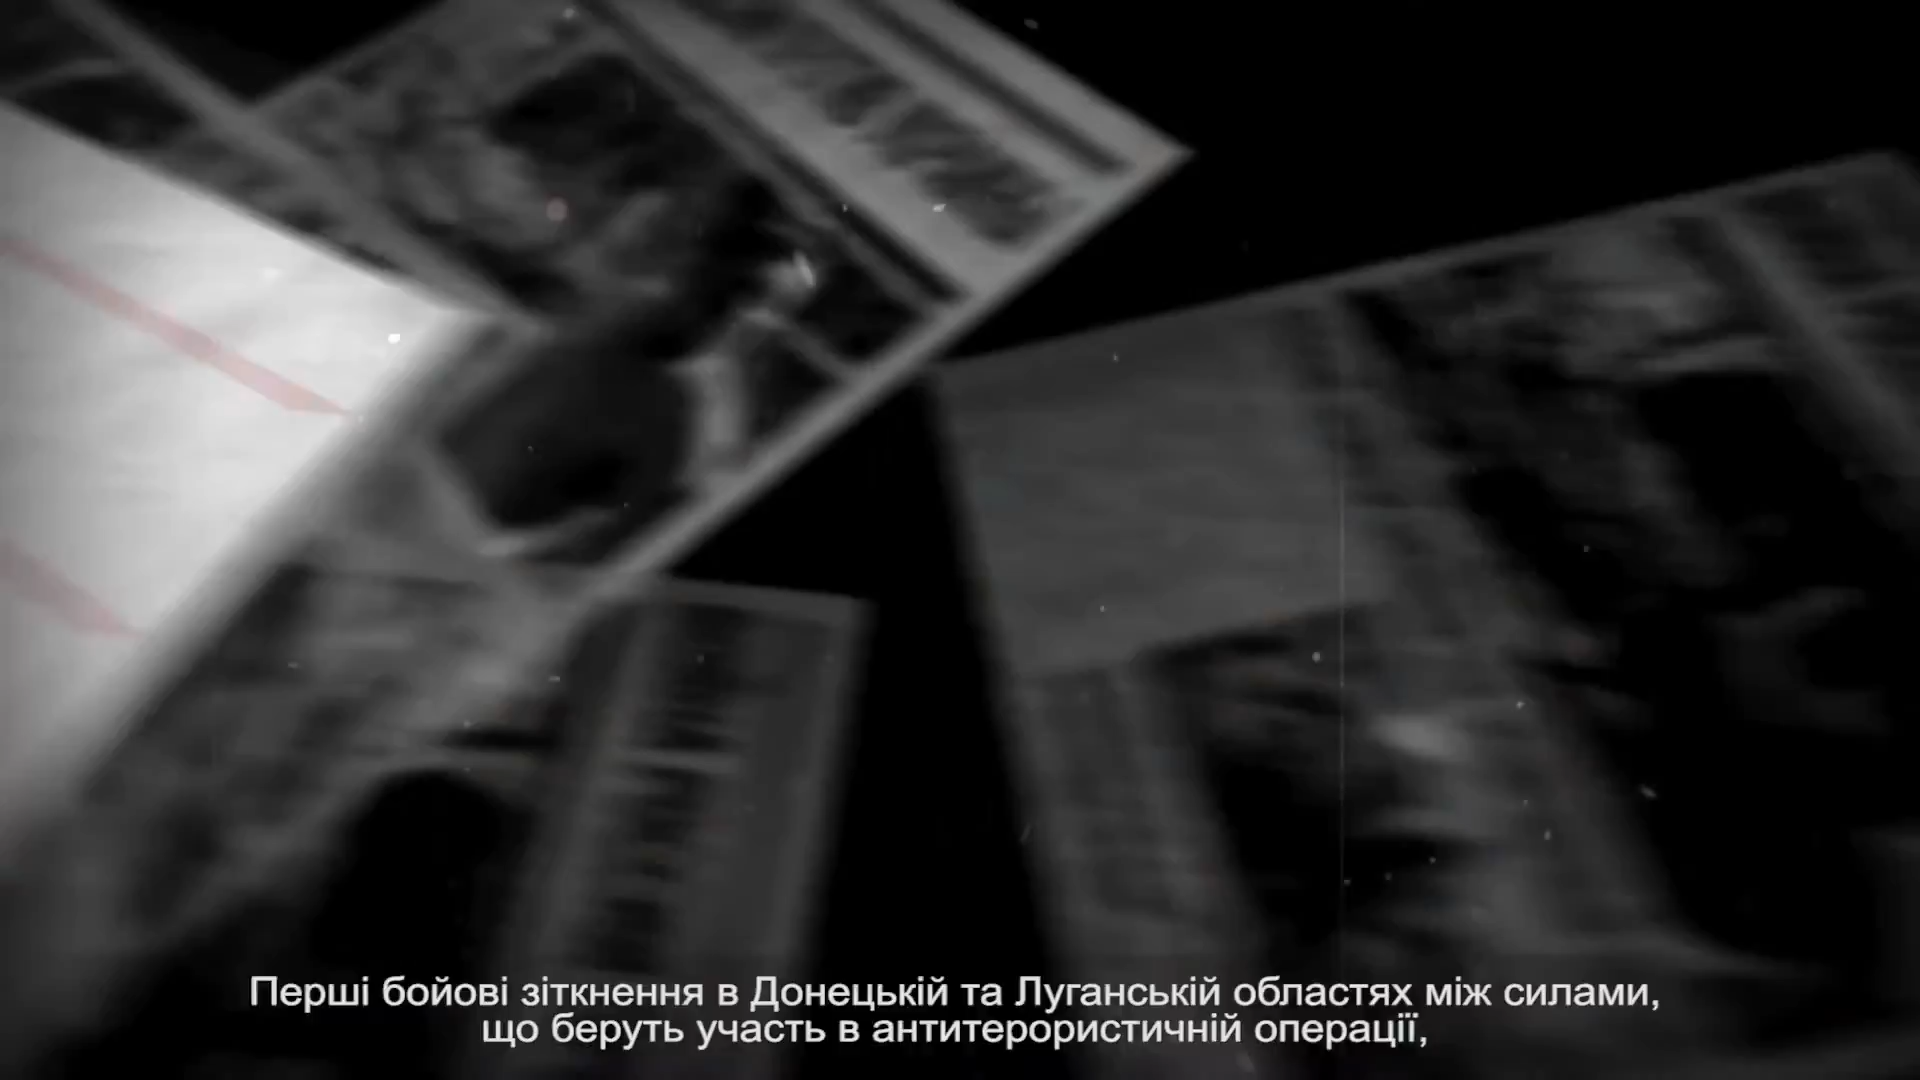 Перші бойові зіткнення в Донецькій та Луганській областях між силами,
що беруть участь в антитерористичній операції,